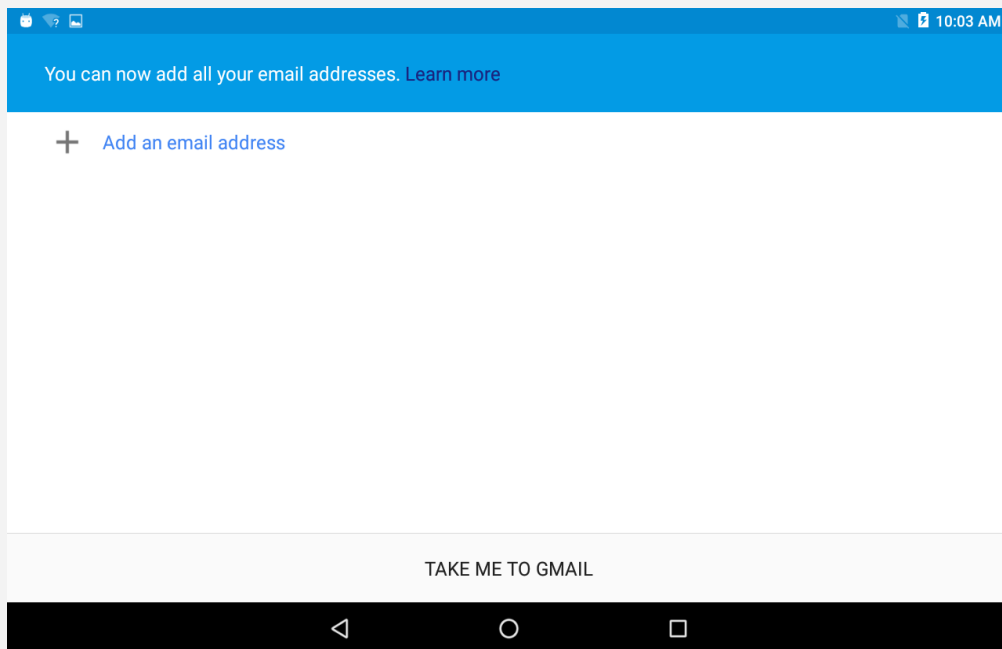 10:03 AM
You can now add all your email addresses. Learn more
Add an email address
TAKE ME TO GMAIL